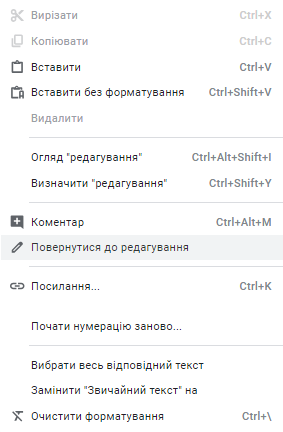 Вирізати Ctrl+X
Копіювати Ctrl+C
Вставити Ctrl+V
Вставити без форматування Ctrl+Shift+V
Видалити
Огляд "редагування" Ctrl+Alt+Shift+I
Визначити "редагування" Ctrl+Shift+Y
Коментар Ctrl+Alt+M
Повернутися до редагування
Посилання... Ctrl+K
Почати нумерацію заново...
Вибрати весь відповідний текст
Замінити "Звичайний текст" на
Очистити форматування Ctrl+\